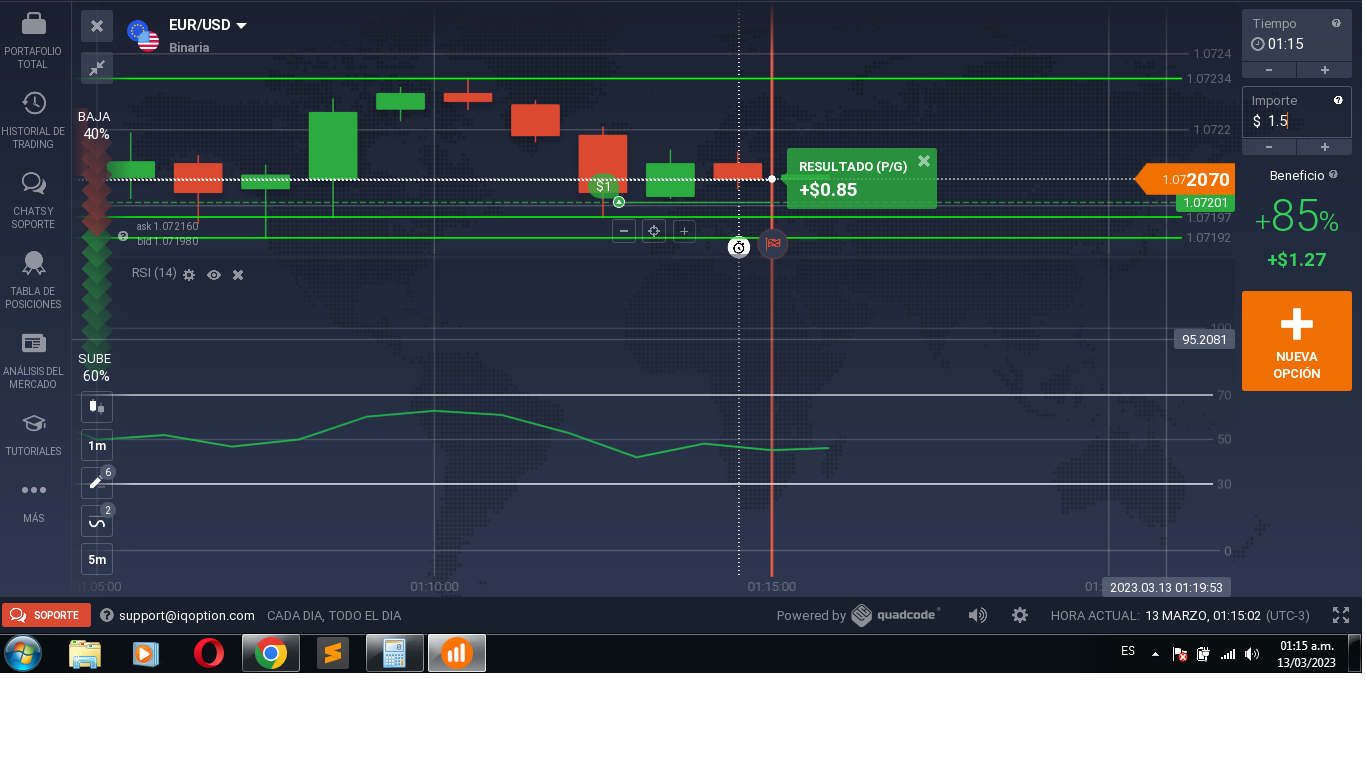 PORTAFOLIO
TOTAL
HISTORIAL DE
TRADING
CHATS Y
SOPORTE
TABLA DE
POSICIONES
ANÁLISIS DEL
MERCADO
TUTORIALES
MÁS
EUR/USD
Binaria
BAJA
40%
ask 1.072160
bid 1.071980
RSI (14)
SUBE
60%
1m
6
2
5m
$1
RESULTADO (P/G)
+$0.85
1.0724
1.07234
1.0722
1.072070
1.07201
1.07197
1.07192
100
95.2081
70
50
30
0
01:05:00
01:10:00
01:15:00
01:
2023.03.13 01:19:53
Tiempo
01:15
− +
Importe
$ 1.5
− +
Beneficio
+85%
+$1.27
NUEVA
OPCIÓN
SOPORTE
support@iqoption.com CADA DIA, TODO EL DIA
Powered by quadcode
HORA ACTUAL: 13 MARZO, 01:15:02 (UTC-3)
ES
01:15 a.m.
13/03/2023